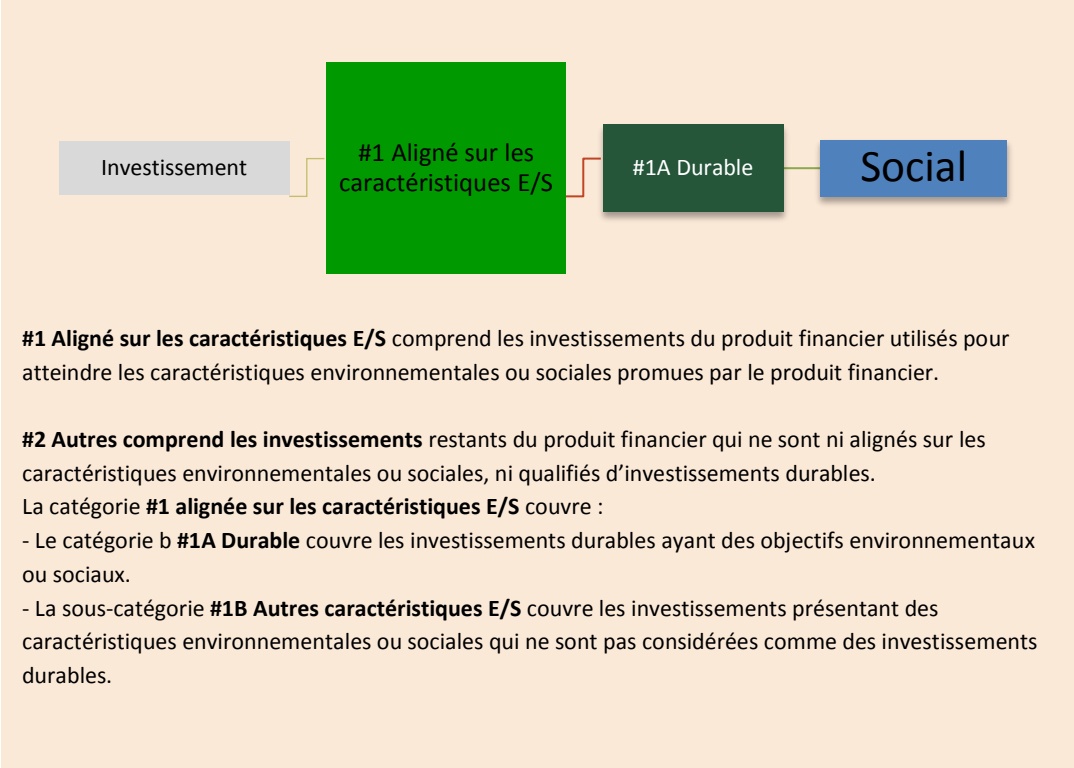 Investissement
#1 Aligné sur les
caractéristiques E/S
#1A Durable
Social
#1 Aligné sur les caractéristiques E/S comprend les investissements du produit financier utilisés pour
atteindre les caractéristiques environnementales ou sociales promues par le produit financier.
#2 Autres comprend les investissements restants du produit financier qui ne sont ni alignés sur les
caractéristiques environnementales ou sociales, ni qualifiés d’investissements durables.
La catégorie #1 alignée sur les caractéristiques E/S couvre :
- Le catégorie b #1A Durable couvre les investissements durables ayant des objectifs environnementaux
ou sociaux.
- La sous-catégorie #1B Autres caractéristiques E/S couvre les investissements présentant des
caractéristiques environnementales ou sociales qui ne sont pas considérées comme des investissements
durables.